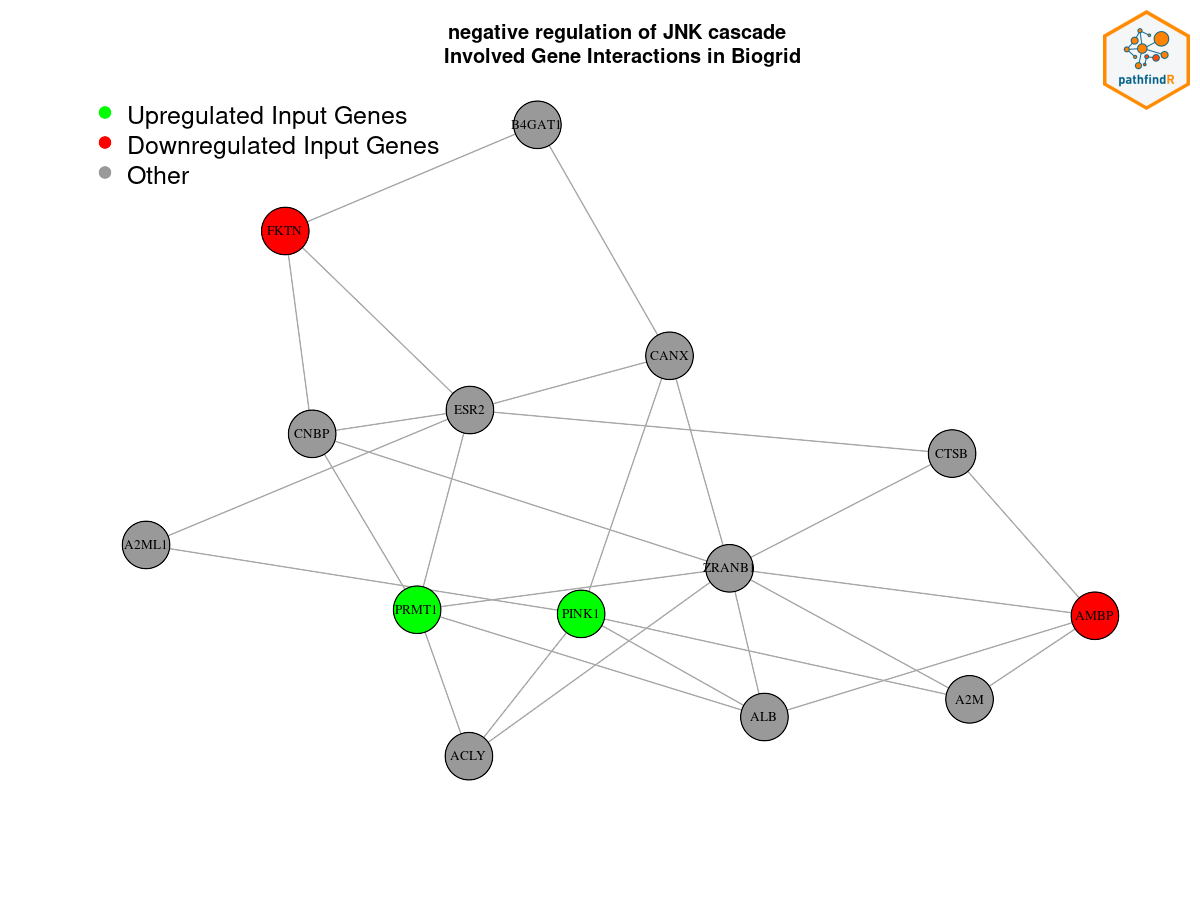 negative regulation of JNK cascade
Involved Gene Interactions in Biogrid
pathfindR
Upregulated Input Genes
Downregulated Input Genes
Other
B4GAT1
FKTN
CANX
ESR2
CNBP
CTSB
A2ML1
ZRANB1
PRMT1
PINK1
AMBP
A2M
ALB
ACLY